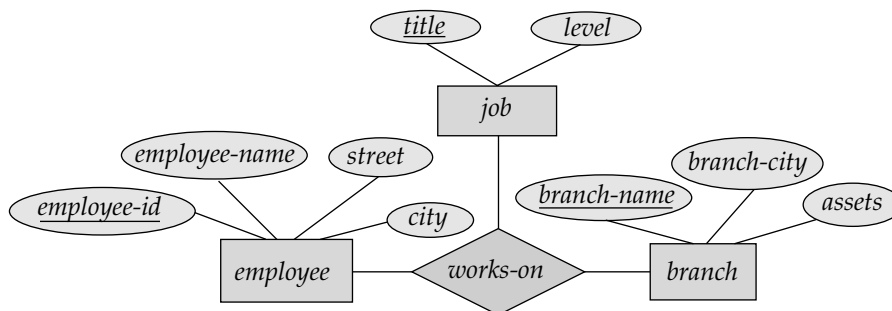 title
level
job
employee-name
street
branch-city
employee-id
branch-name
assets
city
employee
works-on
branch